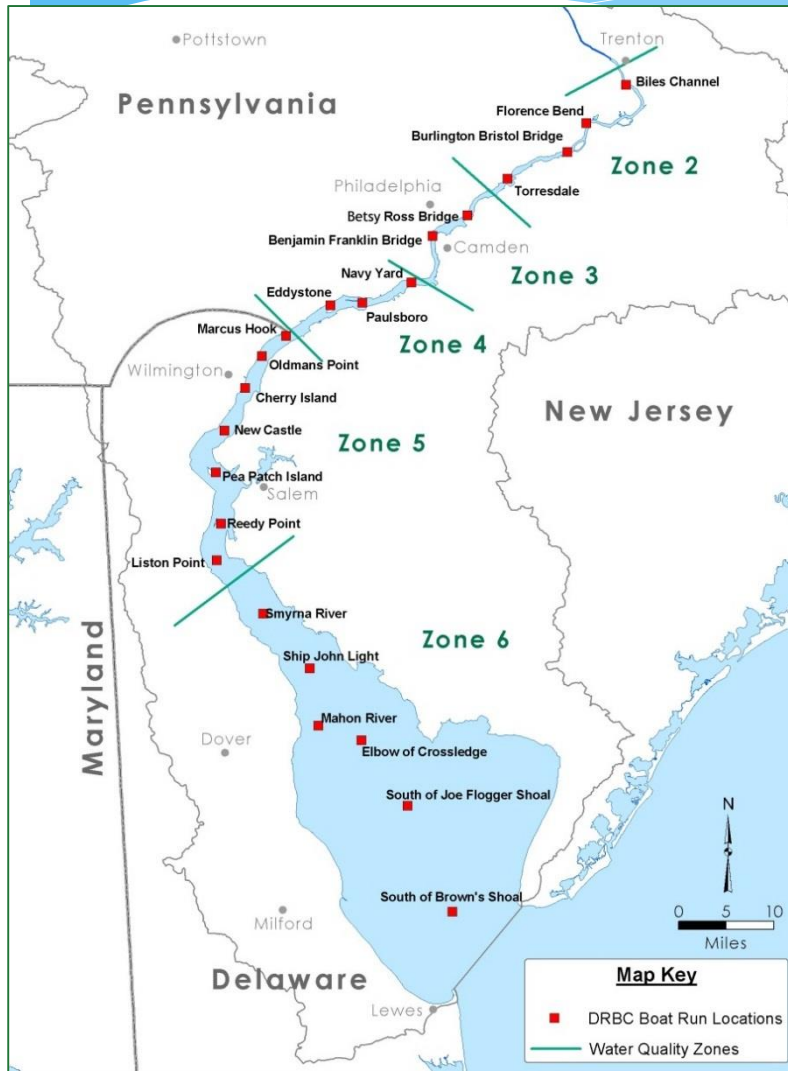 Pottstown
Trenton
Pennsylvania
Biles Channel
Florence Bend
Burlington Bristol Bridge
Zone 2
Philadelphia
Torresdale
Betsy Ross Bridge
Benjamin Franklin Bridge
Camden
Navy Yard
Zone 3
Eddystone
Paulsboro
Marcus Hook
Zone 4
Oldmans Point
Wilmington
Cherry Island
New Jersey
New Castle
Zone 5
Pea Patch Island
Salem
Reedy Point
Liston Point
Smyrna River
Zone 6
Ship John Light
Maryland
Mahon River
Dover
Elbow of Crossledge
South of Joe Flogger Shoal
N
South of Brown's Shoal
Milford
0 5 10
Miles
Delaware
Lewes
Map Key
DRBC Boat Run Locations
Water Quality Zones